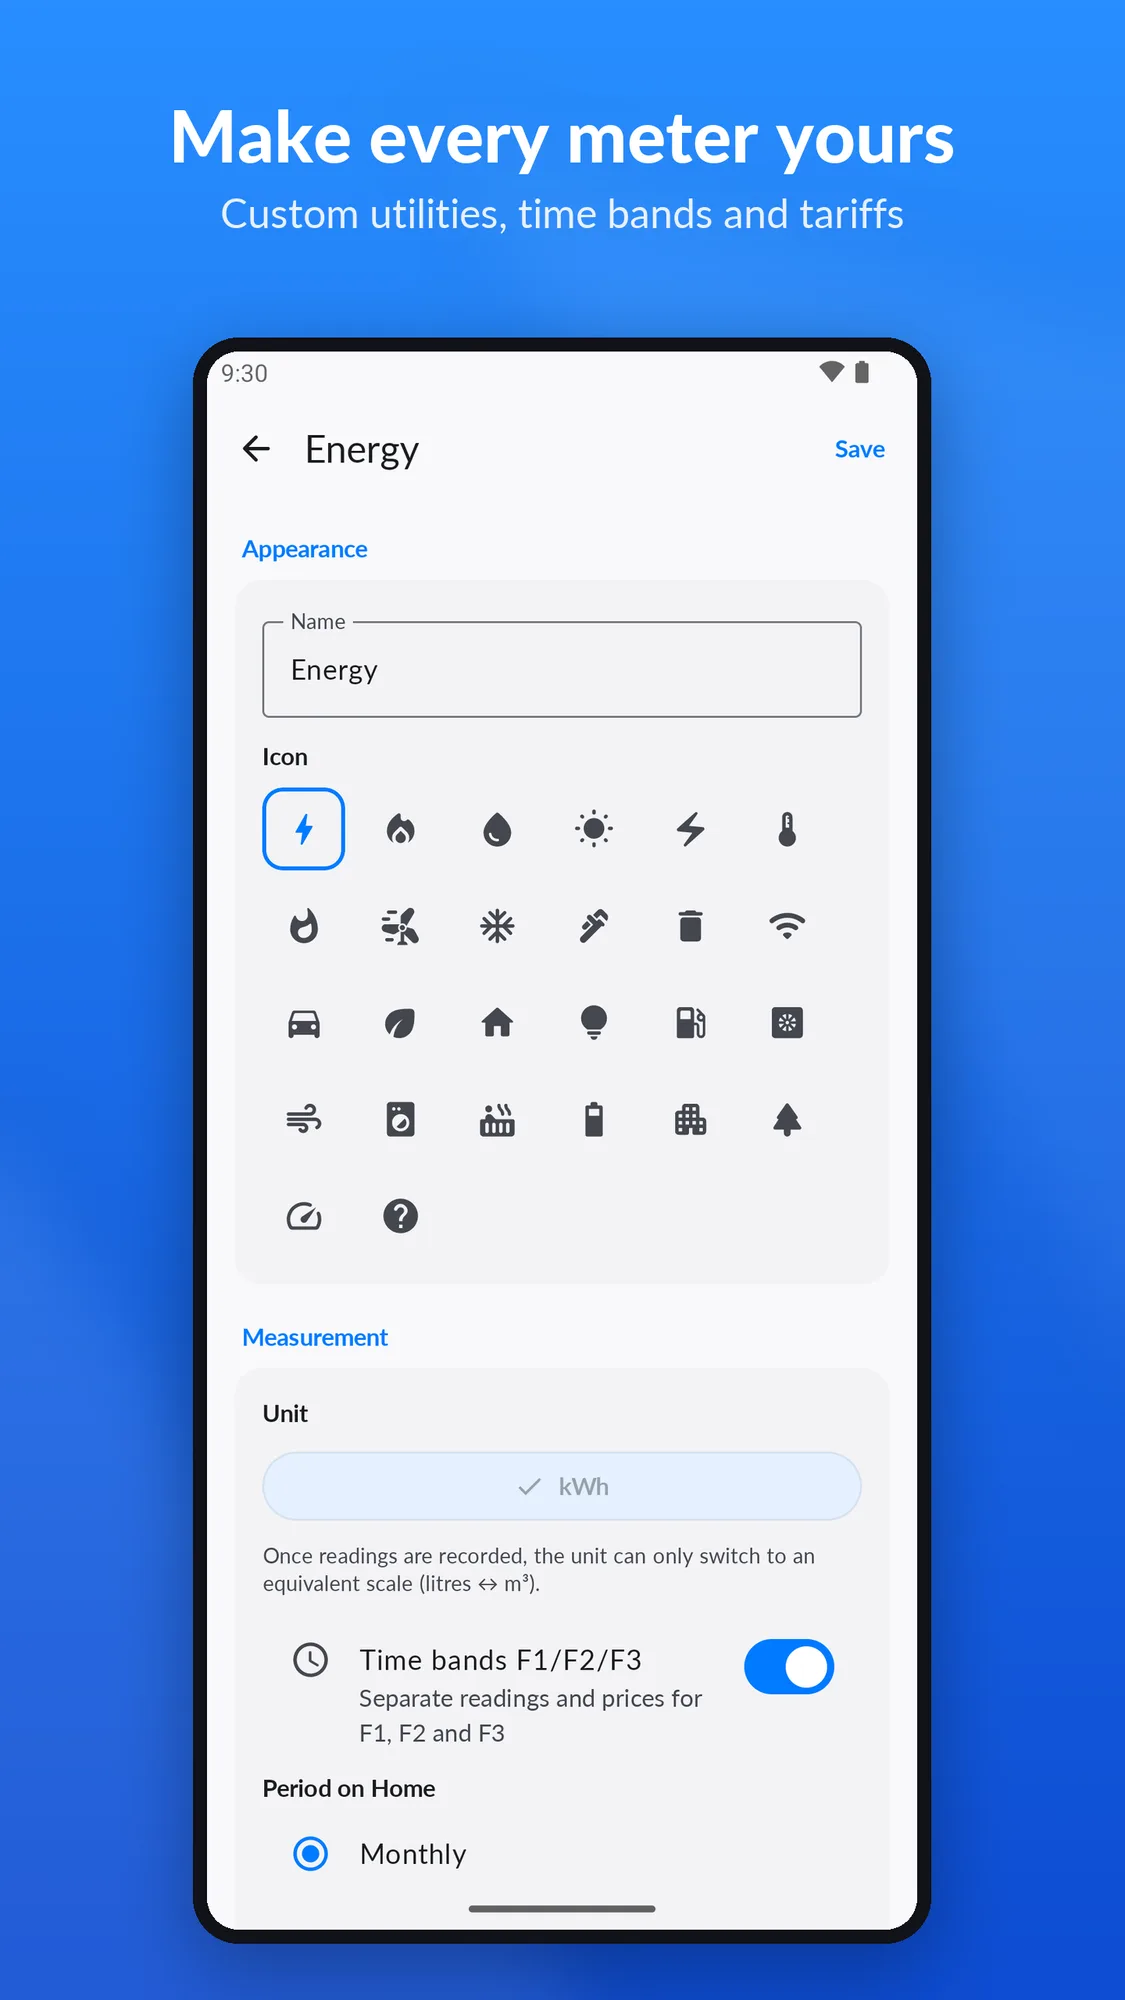 Make every meter yours
Custom utilities, time bands and tariffs
9:30
Energy
Save
Appearance
Name
Energy
Icon
Measurement
Unit
kWh
Once readings are recorded, the unit can only switch to an
equivalent scale (litres ↔ m³).
Time bands F1/F2/F3
Separate readings and prices for
F1, F2 and F3
Period on Home
Monthly